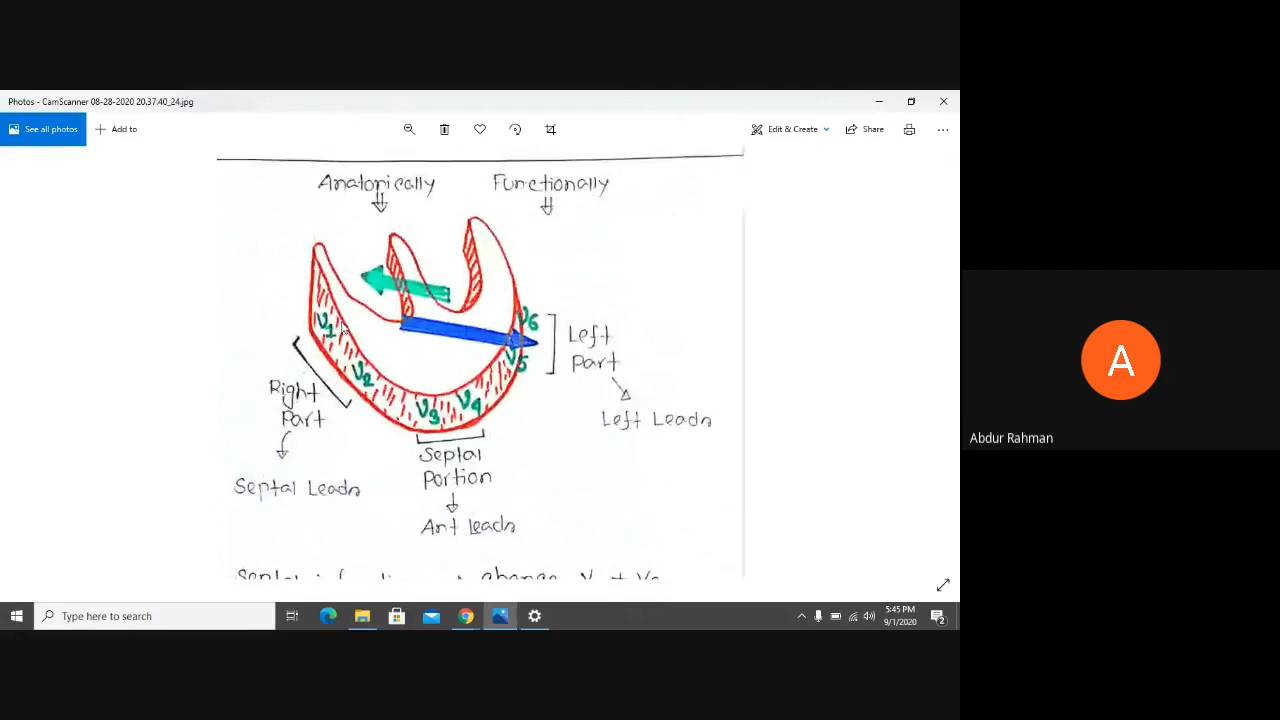 Photos - CamScanner 08-28-2020 20.37.40_24.jpg
See all photos
Add to
Edit & Create
Share
Anatomically
Functionally
V1
V2
V3
V4
V5
V6
Left
Part
Left Leads
Right
Part
Septal Leads
Septal
Portion
Ant Leads
change
A
Abdur Rahman
Type here to search
5:45 PM
9/1/2020
2